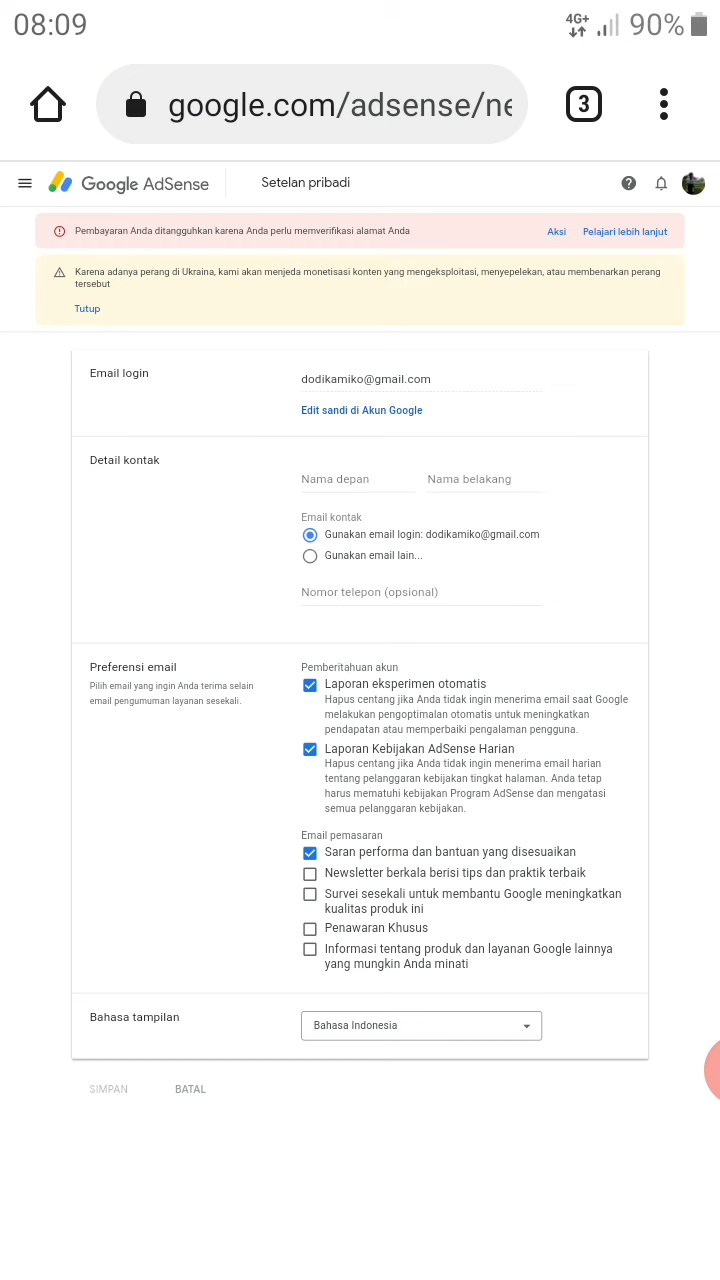 08:09
4G+
90%
google.com/adsense/ne
3
Google AdSense
Setelan pribadi
Pembayaran Anda ditangguhkan karena Anda perlu memverifikasi alamat Anda
Aksi
Pelajari lebih lanjut
Karena adanya perang di Ukraina, kami akan menjeda monetisasi konten yang mengeksploitasi, menyepelekan, atau membenarkan perang
tersebut
Tutup
Email login
dodikamiko@gmail.com
Edit sandi di Akun Google
Detail kontak
Nama depan
Nama belakang
Email kontak
Gunakan email login: dodikamiko@gmail.com
Gunakan email lain...
Nomor telepon (opsional)
Preferensi email
Pilih email yang ingin Anda terima selain
email pengumuman layanan sesekali.
Pemberitahuan akun
Laporan eksperimen otomatis
Hapus centang jika Anda tidak ingin menerima email saat Google
melakukan pengoptimalan otomatis untuk meningkatkan
pendapatan atau memperbaiki pengalaman pengguna.
Laporan Kebijakan AdSense Harian
Hapus centang jika Anda tidak ingin menerima email harian
tentang pelanggaran kebijakan tingkat halaman. Anda tetap
harus mematuhi kebijakan Program AdSense dan mengatasi
semua pelanggaran kebijakan.
Email pemasaran
Saran performa dan bantuan yang disesuaikan
Newsletter berkala berisi tips dan praktik terbaik
Survei sesekali untuk membantu Google meningkatkan
kualitas produk ini
Penawaran Khusus
Informasi tentang produk dan layanan Google lainnya
yang mungkin Anda minati
Bahasa tampilan
Bahasa Indonesia
SIMPAN
BATAL